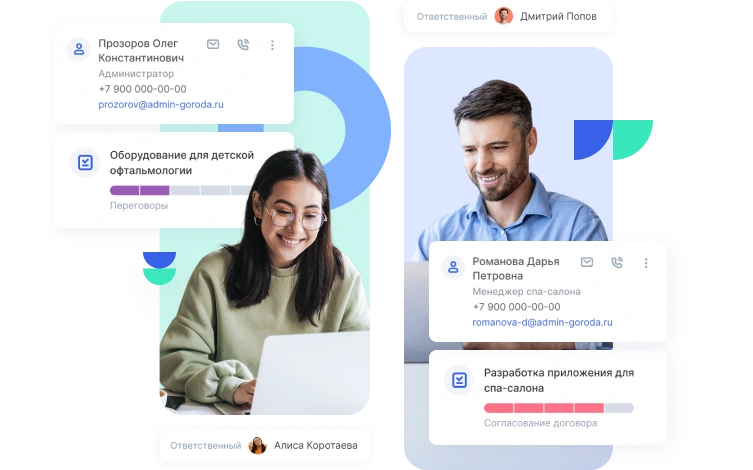 Прозоров Олег
Константинович
Администратор
+7 900 000-00-00
prozorov@admin-goroda.ru
Оборудование для детской
офтальмологии
Переговоры
Ответственный Алиса Коротаева
Ответственный Дмитрий Попов
Романова Дарья
Петровна
Менеджер спа-салона
+7 900 000-00-00
romanova-d@admin-goroda.ru
Разработка приложения для
спа-салона
Согласование договора